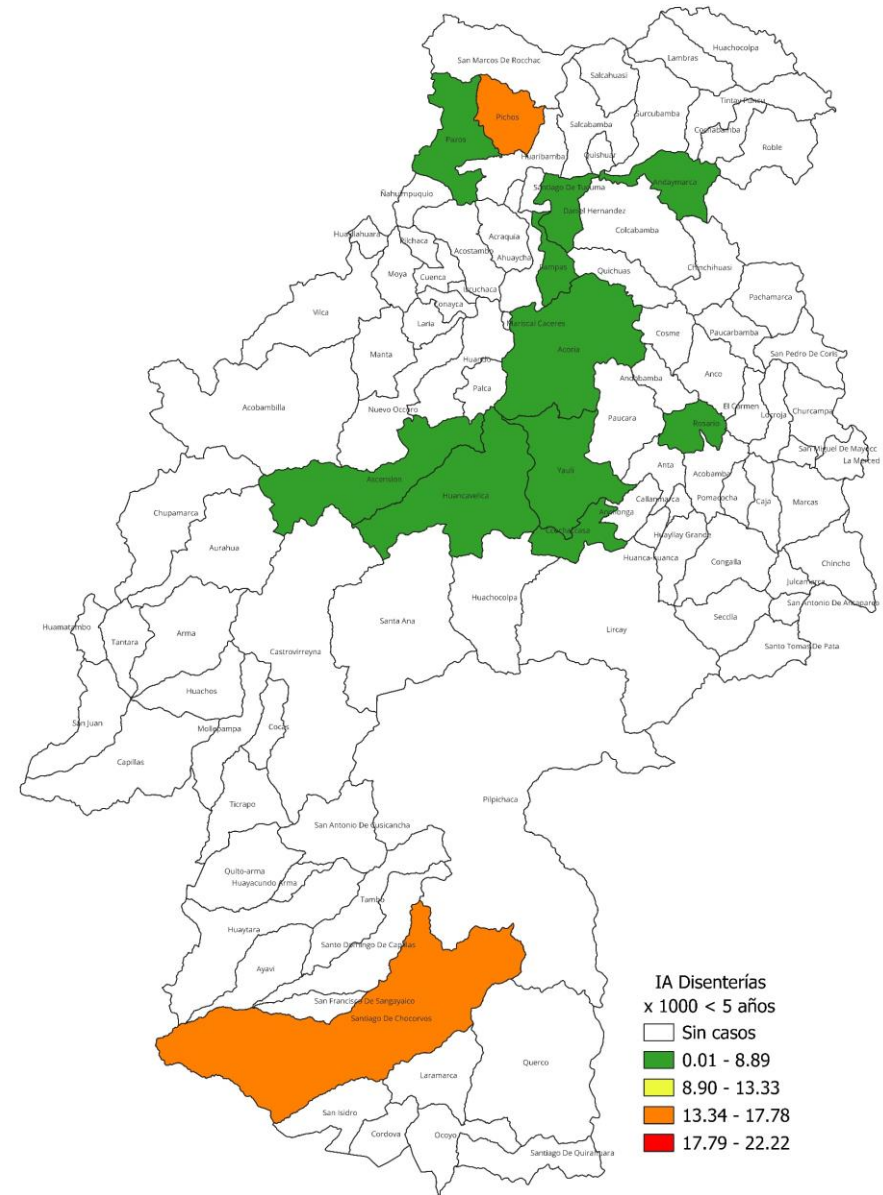 Huachocolpa
Lambras
San Marcos De Rocchac
Salcahuasi
Tintay Puncu
Surcubamba
Pichos
Salcabamba
Roble
Pazos
Quishuar
Huaribamba
Andaymarca
Santiago De Tucuma
Ñahuimpuquio
Daniel Hernandez
Colcabamba
Acraquia
Pilchaca
Acostambo
Ahuaycha
Pampas
Quichuas
Chinchihuasi
Moya
Cuenca
Izcuchaca
Pachamarca
Conayca
Vilca
Mariscal Caceres
Laria
Cosme
Paucarbamba
Acoria
San Pedro De Coris
Manta
Huando
Andabamba
Anco
Palca
Acobambilla
Nuevo Occoro
El Carmen
Locroja
Churcampa
Paucara
Rosario
San Miguel De Mayocc
La Merced
Anta
Yauli
Acobamba
Ascension
Huancavelica
Callanmarca
Pomacocha
Caja
Marcas
Chupamarca
Anchonga
Ccochaccasa
Huayllay Grande
Aurahua
Huanca-huanca
Congalla
Chincho
Julcamarca
Huachocolpa
San Antonio De Antaparco
Huamatambo
Santa Ana
Lircay
Secclla
Tantara
Arma
Castrovirreyna
Santo Tomas De Pata
Huachos
San Juan
Mollepampa
Cocas
Capillas
Pilpichaca
Ticrapo
San Antonio De Cusicancha
Quito-arma
Huayacundo Arma
Tambo
Huaytara
Santo Domingo De Capillas
Ayavi
San Francisco De Sangayaico
Santiago De Chocorvos
Querco
Laramarca
San Isidro
Cordova
Ocoyo
Santiago De Quirahuara
IA Disenterías
x 1000 < 5 años
Sin casos
0.01 - 8.89
8.90 - 13.33
13.34 - 17.78
17.79 - 22.22